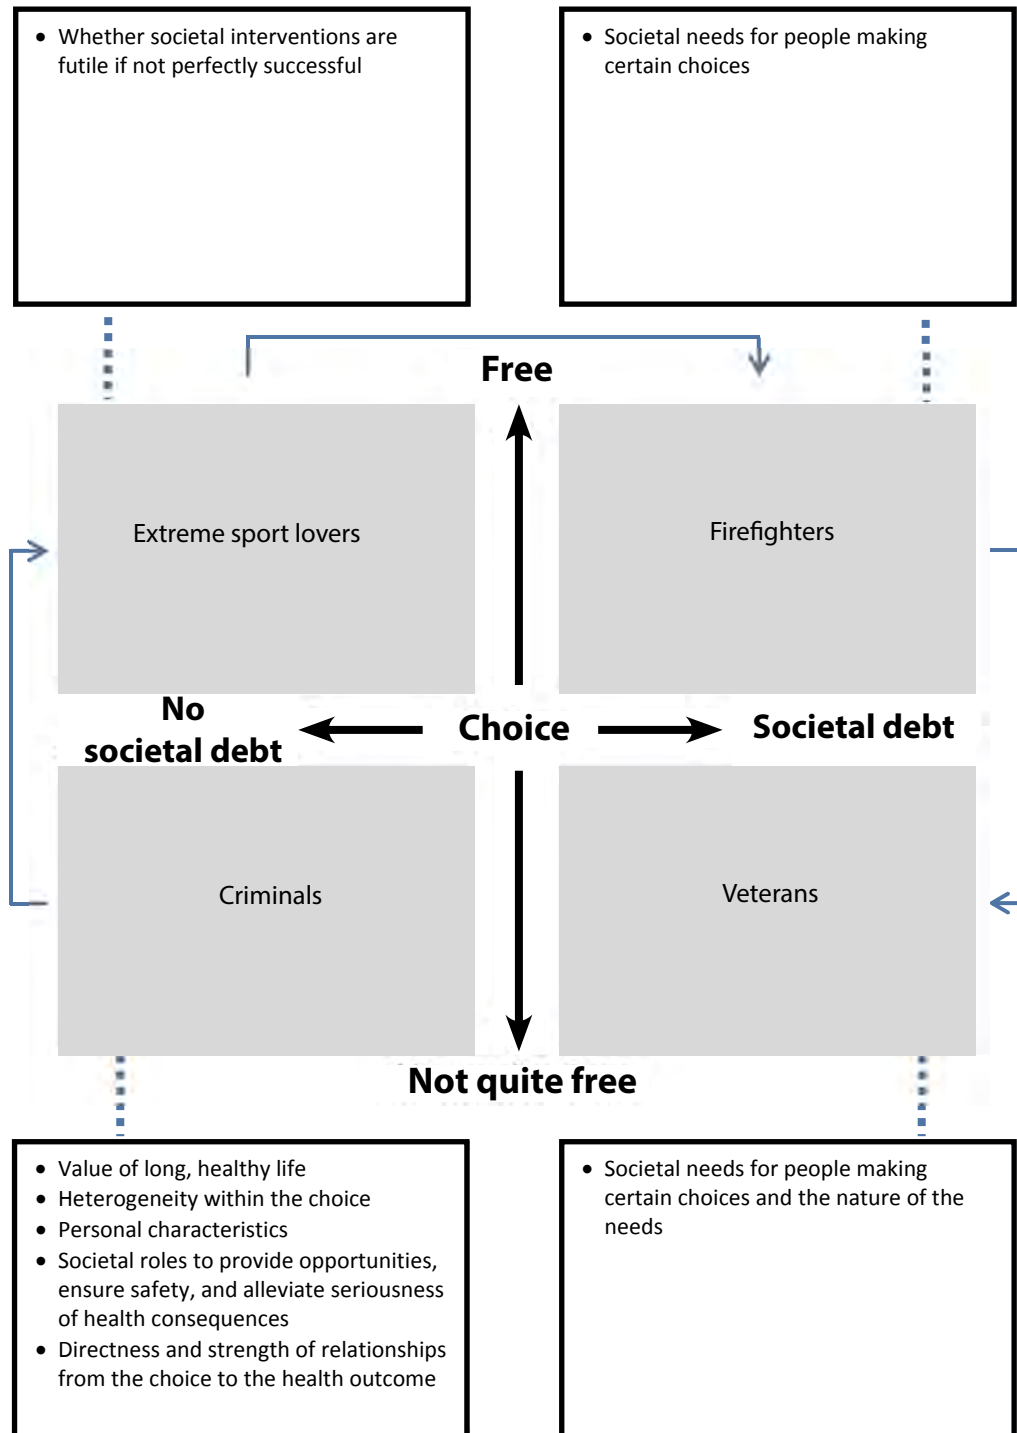 • Whether societal interventions are
futile if not perfectly successful
• Societal needs for people making
certain choices
Free
Extreme sport lovers
Firefighters
No
societal debt
Choice
Societal debt
Criminals
Veterans
Not quite free
• Value of long, healthy life
• Heterogeneity within the choice
• Personal characteristics
• Societal roles to provide opportunities,
ensure safety, and alleviate seriousness
of health consequences
• Directness and strength of relationships
from the choice to the health outcome
• Societal needs for people making
certain choices and the nature of the
needs